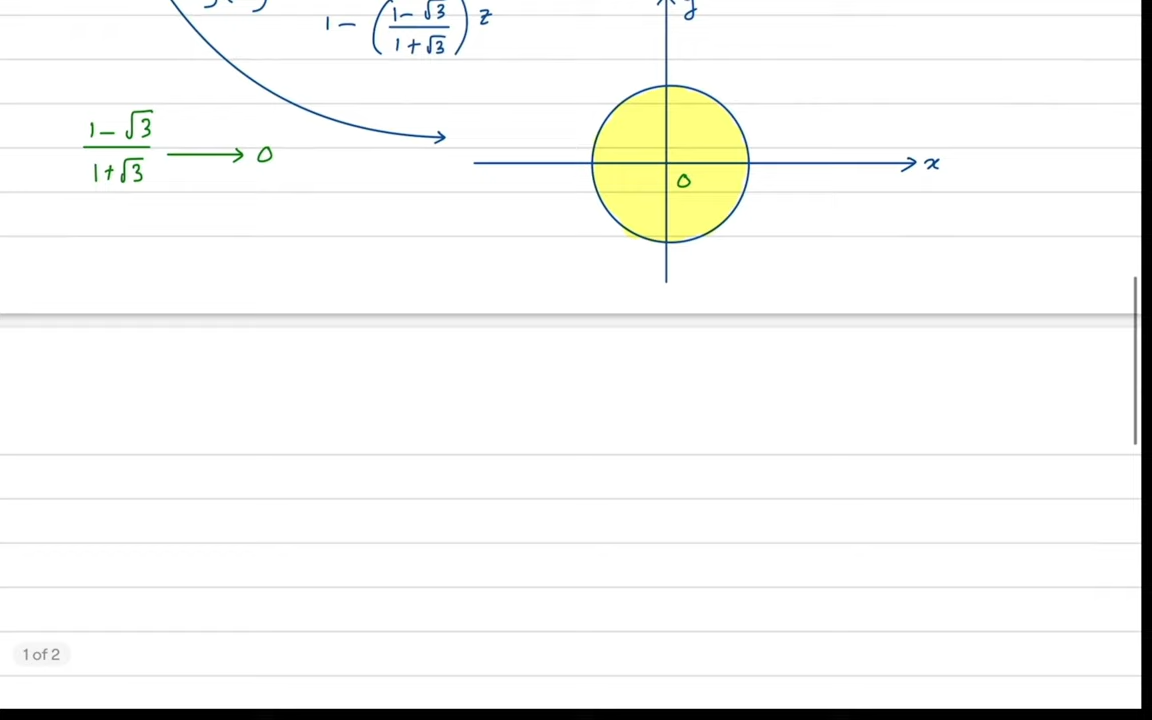 y
1 - ( (1 - √3) / (1 + √3) ) z
(1 - √3) / (1 + √3) ⟶ 0
x
0
1 of 2